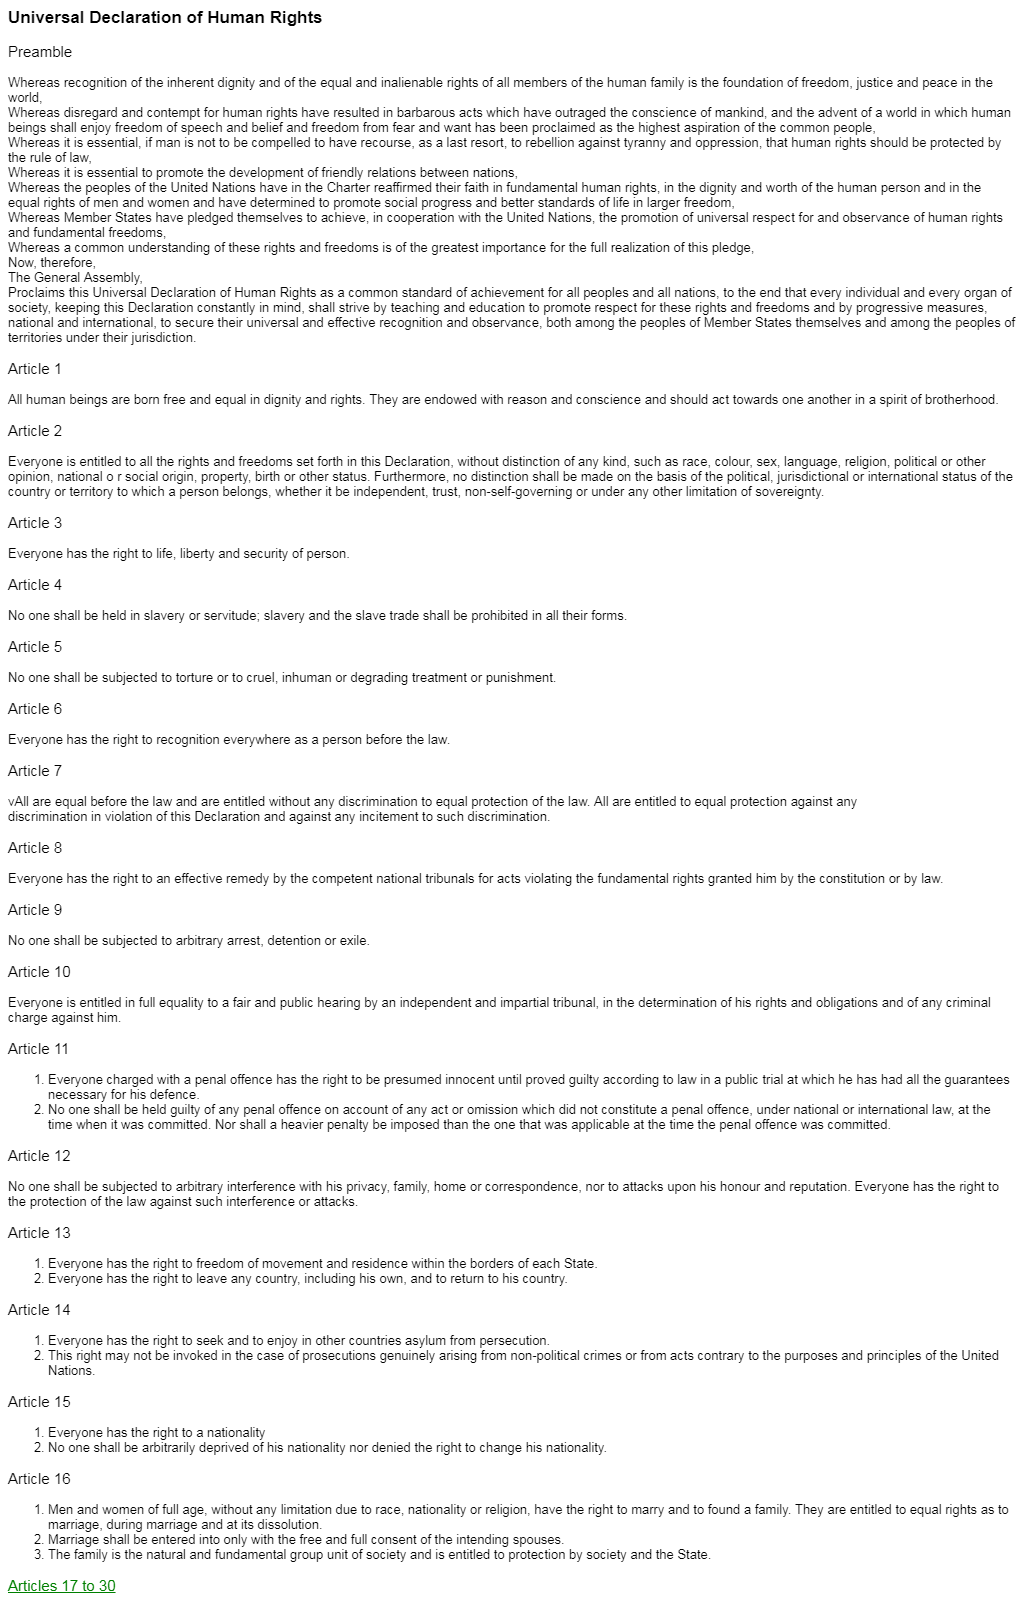 Universal Declaration of Human Rights
Preamble
Whereas recognition of the inherent dignity and of the equal and inalienable rights of all members of the human family is the foundation of freedom, justice and peace in the
world,
Whereas disregard and contempt for human rights have resulted in barbarous acts which have outraged the conscience of mankind, and the advent of a world in which human
beings shall enjoy freedom of speech and belief and freedom from fear and want has been proclaimed as the highest aspiration of the common people,
Whereas it is essential, if man is not to be compelled to have recourse, as a last resort, to rebellion against tyranny and oppression, that human rights should be protected by
the rule of law,
Whereas it is essential to promote the development of friendly relations between nations,
Whereas the peoples of the United Nations have in the Charter reaffirmed their faith in fundamental human rights, in the dignity and worth of the human person and in the
equal rights of men and women and have determined to promote social progress and better standards of life in larger freedom,
Whereas Member States have pledged themselves to achieve, in cooperation with the United Nations, the promotion of universal respect for and observance of human rights
and fundamental freedoms,
Whereas a common understanding of these rights and freedoms is of the greatest importance for the full realization of this pledge,
Now, therefore,
The General Assembly,
Proclaims this Universal Declaration of Human Rights as a common standard of achievement for all peoples and all nations, to the end that every individual and every organ of
society, keeping this Declaration constantly in mind, shall strive by teaching and education to promote respect for these rights and freedoms and by progressive measures,
national and international, to secure their universal and effective recognition and observance, both among the peoples of Member States themselves and among the peoples of
territories under their jurisdiction.
Article 1
All human beings are born free and equal in dignity and rights. They are endowed with reason and conscience and should act towards one another in a spirit of brotherhood.
Article 2
Everyone is entitled to all the rights and freedoms set forth in this Declaration, without distinction of any kind, such as race, colour, sex, language, religion, political or other
opinion, national o r social origin, property, birth or other status. Furthermore, no distinction shall be made on the basis of the political, jurisdictional or international status of the
country or territory to which a person belongs, whether it be independent, trust, non-self-governing or under any other limitation of sovereignty.
Article 3
Everyone has the right to life, liberty and security of person.
Article 4
No one shall be held in slavery or servitude; slavery and the slave trade shall be prohibited in all their forms.
Article 5
No one shall be subjected to torture or to cruel, inhuman or degrading treatment or punishment.
Article 6
Everyone has the right to recognition everywhere as a person before the law.
Article 7
vAll are equal before the law and are entitled without any discrimination to equal protection of the law. All are entitled to equal protection against any
discrimination in violation of this Declaration and against any incitement to such discrimination.
Article 8
Everyone has the right to an effective remedy by the competent national tribunals for acts violating the fundamental rights granted him by the constitution or by law.
Article 9
No one shall be subjected to arbitrary arrest, detention or exile.
Article 10
Everyone is entitled in full equality to a fair and public hearing by an independent and impartial tribunal, in the determination of his rights and obligations and of any criminal
charge against him.
Article 11
1. Everyone charged with a penal offence has the right to be presumed innocent until proved guilty according to law in a public trial at which he has had all the guarantees
necessary for his defence.
2. No one shall be held guilty of any penal offence on account of any act or omission which did not constitute a penal offence, under national or international law, at the
time when it was committed. Nor shall a heavier penalty be imposed than the one that was applicable at the time the penal offence was committed.
Article 12
No one shall be subjected to arbitrary interference with his privacy, family, home or correspondence, nor to attacks upon his honour and reputation. Everyone has the right to
the protection of the law against such interference or attacks.
Article 13
1. Everyone has the right to freedom of movement and residence within the borders of each State.
2. Everyone has the right to leave any country, including his own, and to return to his country.
Article 14
1. Everyone has the right to seek and to enjoy in other countries asylum from persecution.
2. This right may not be invoked in the case of prosecutions genuinely arising from non-political crimes or from acts contrary to the purposes and principles of the United
Nations.
Article 15
1. Everyone has the right to a nationality
2. No one shall be arbitrarily deprived of his nationality nor denied the right to change his nationality.
Article 16
1. Men and women of full age, without any limitation due to race, nationality or religion, have the right to marry and to found a family. They are entitled to equal rights as to
marriage, during marriage and at its dissolution.
2. Marriage shall be entered into only with the free and full consent of the intending spouses.
3. The family is the natural and fundamental group unit of society and is entitled to protection by society and the State.
Articles 17 to 30